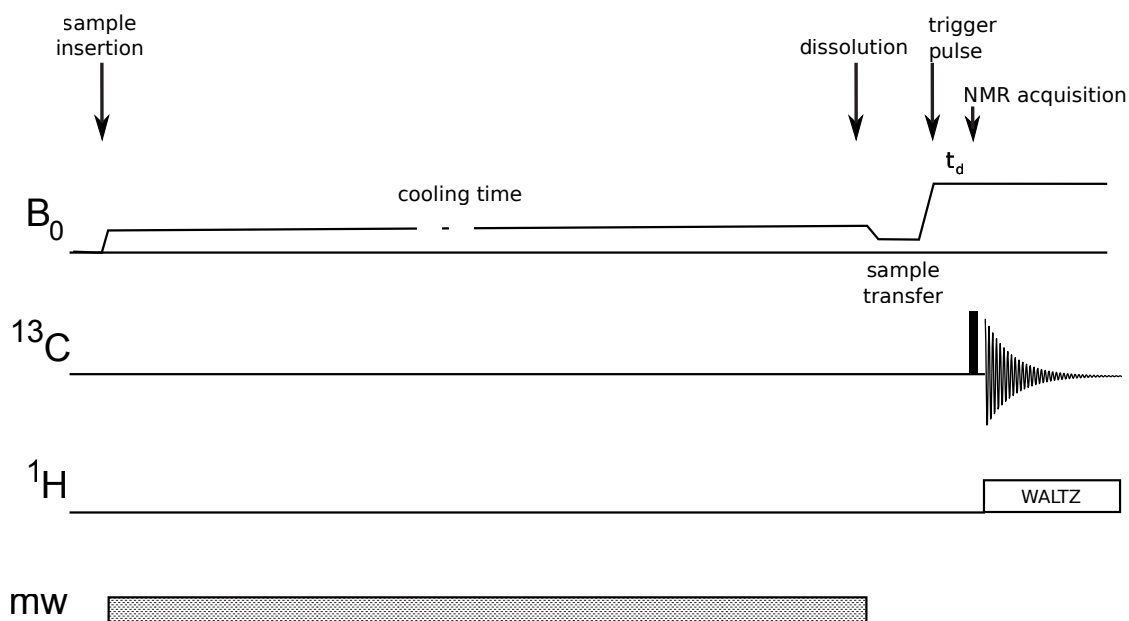 sample
insertion
dissolution
trigger
pulse
NMR acquisition
t_d
cooling time
B_0
sample
transfer
^13C
^1H
WALTZ
mw